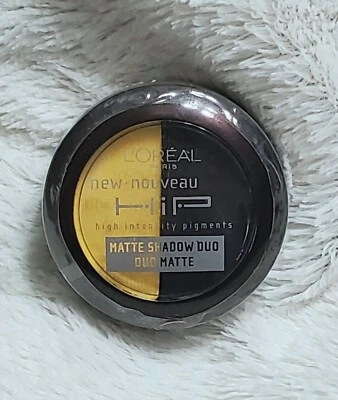 L'ORÉAL
PARIS
new • nouveau
HiP
high intensity pigments
MATTE SHADOW DUO
DUO MATTE